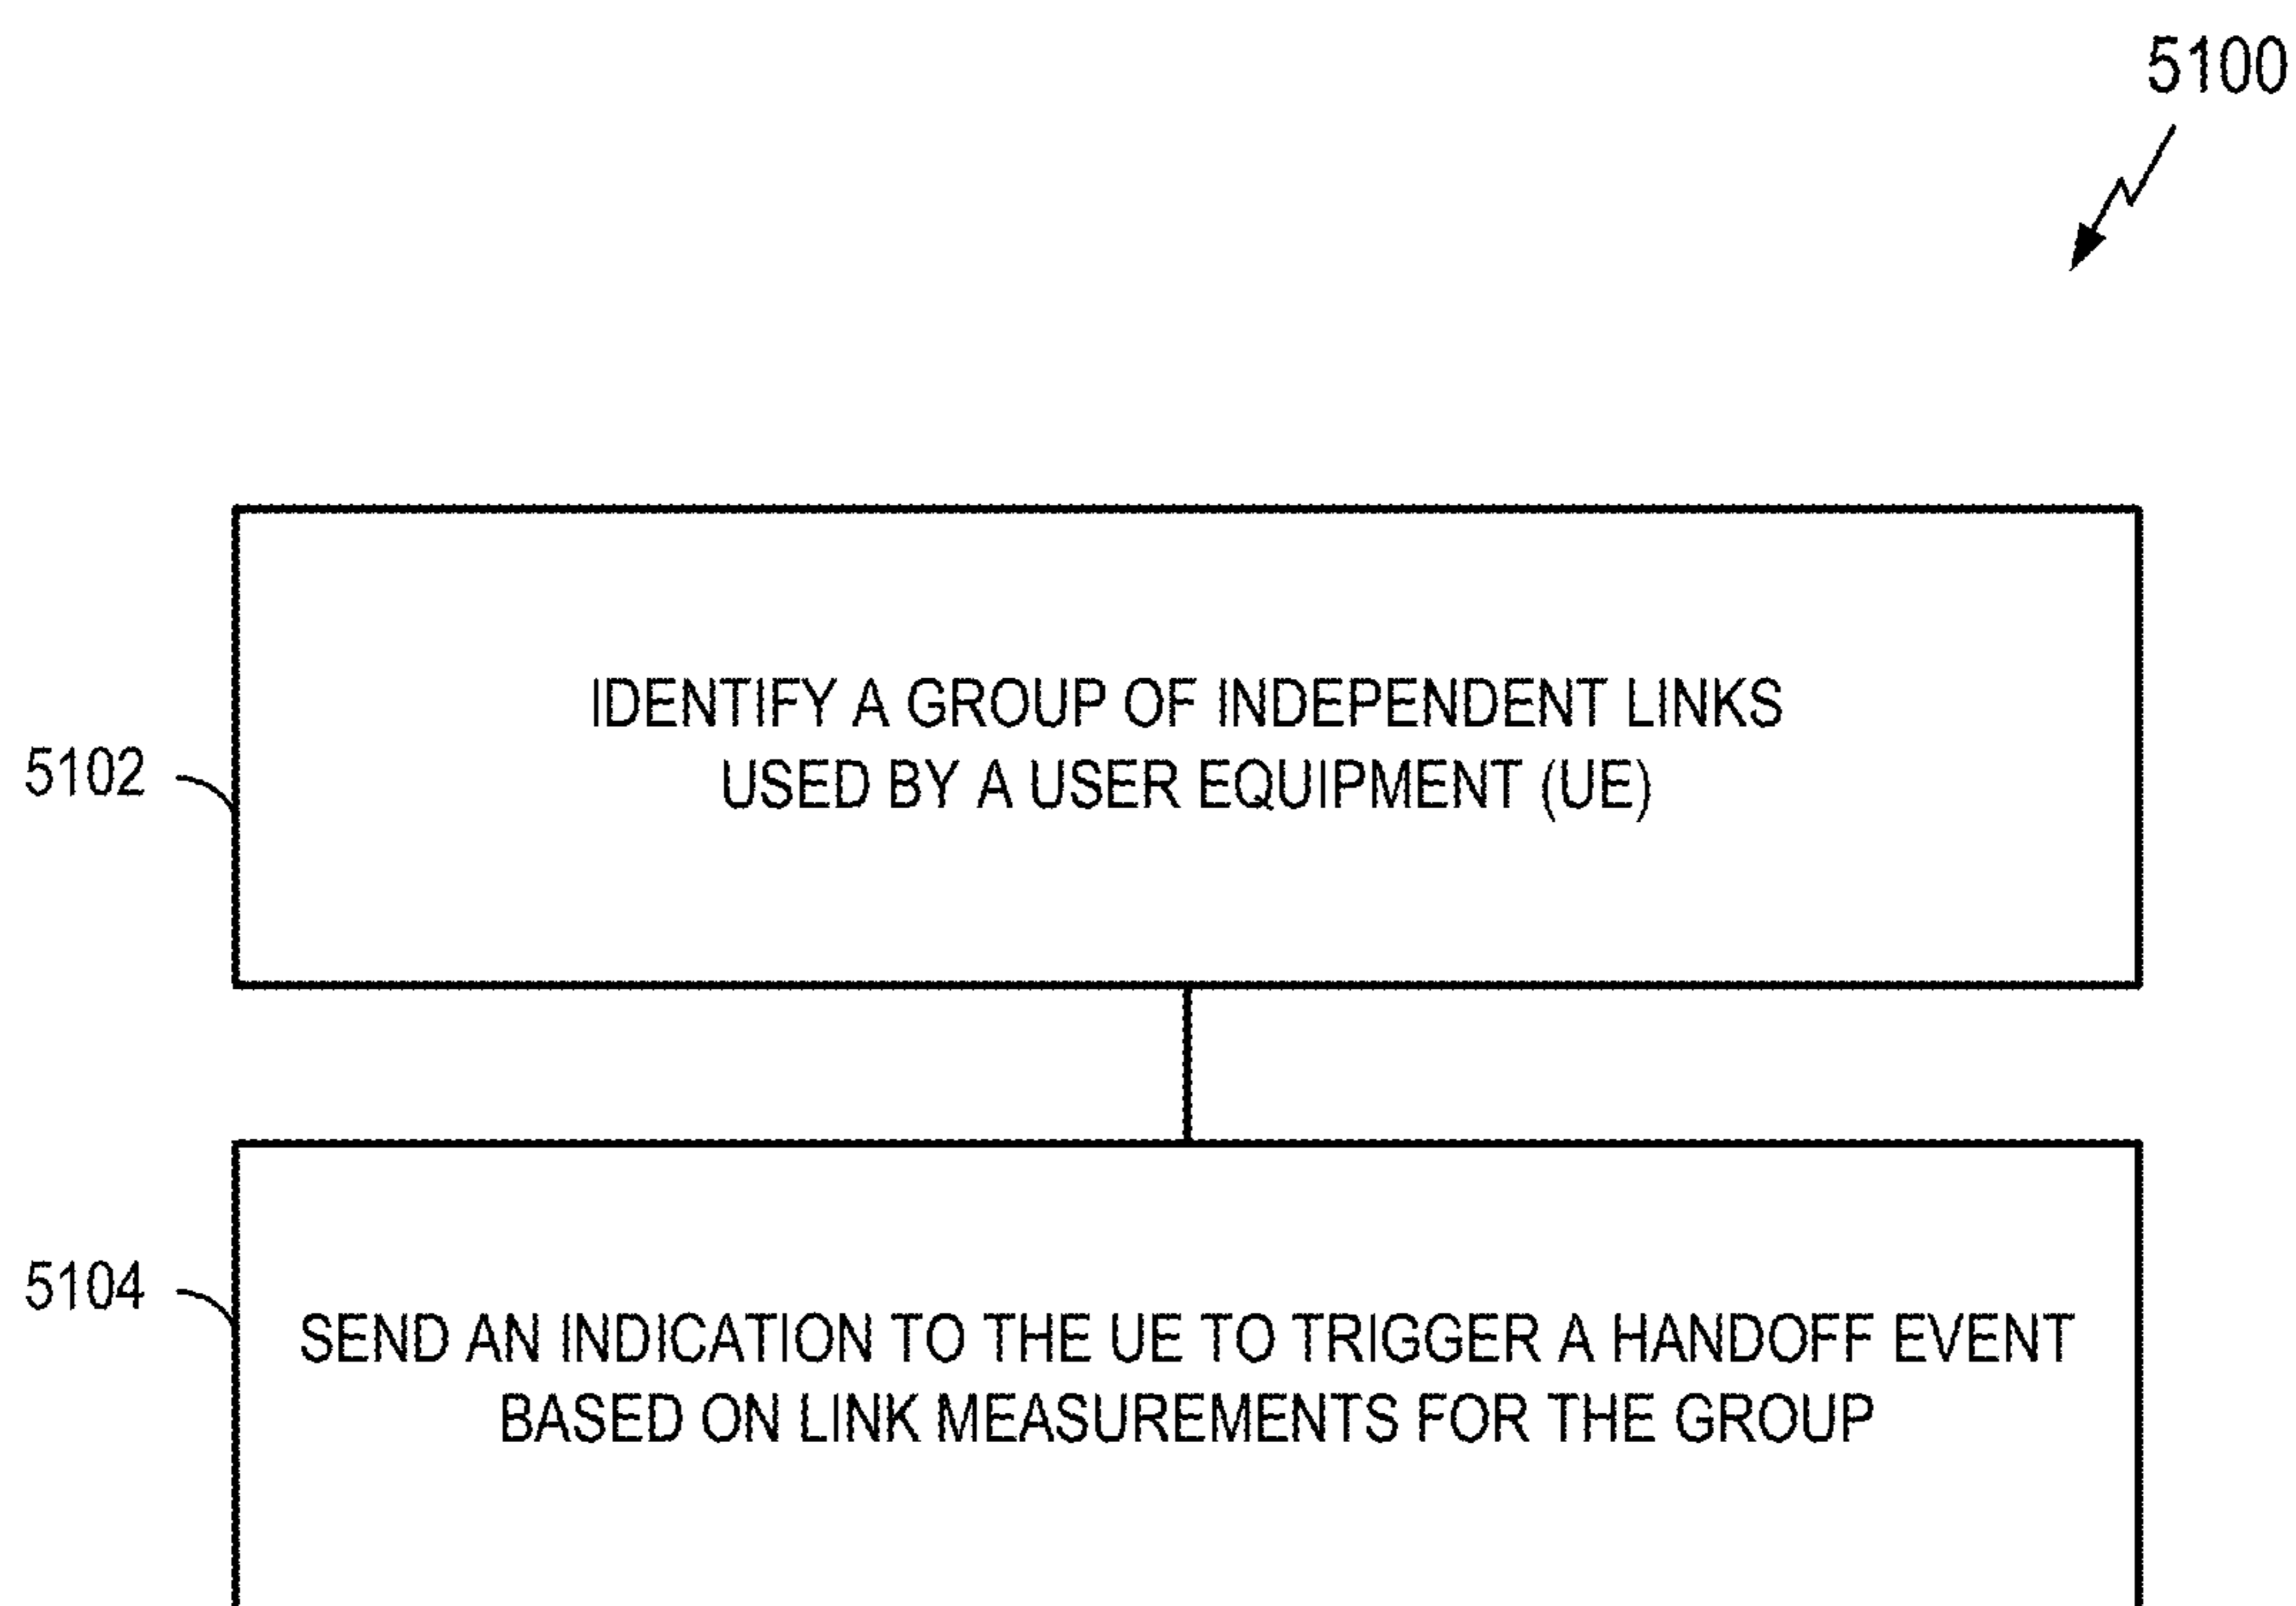 5100
IDENTIFY A GROUP OF INDEPENDENT LINKS
USED BY A USER EQUIPMENT (UE)
5102
5104
SEND AN INDICATION TO THE UE TO TRIGGER A HANDOFF EVENT
BASED ON LINK MEASUREMENTS FOR THE GROUP